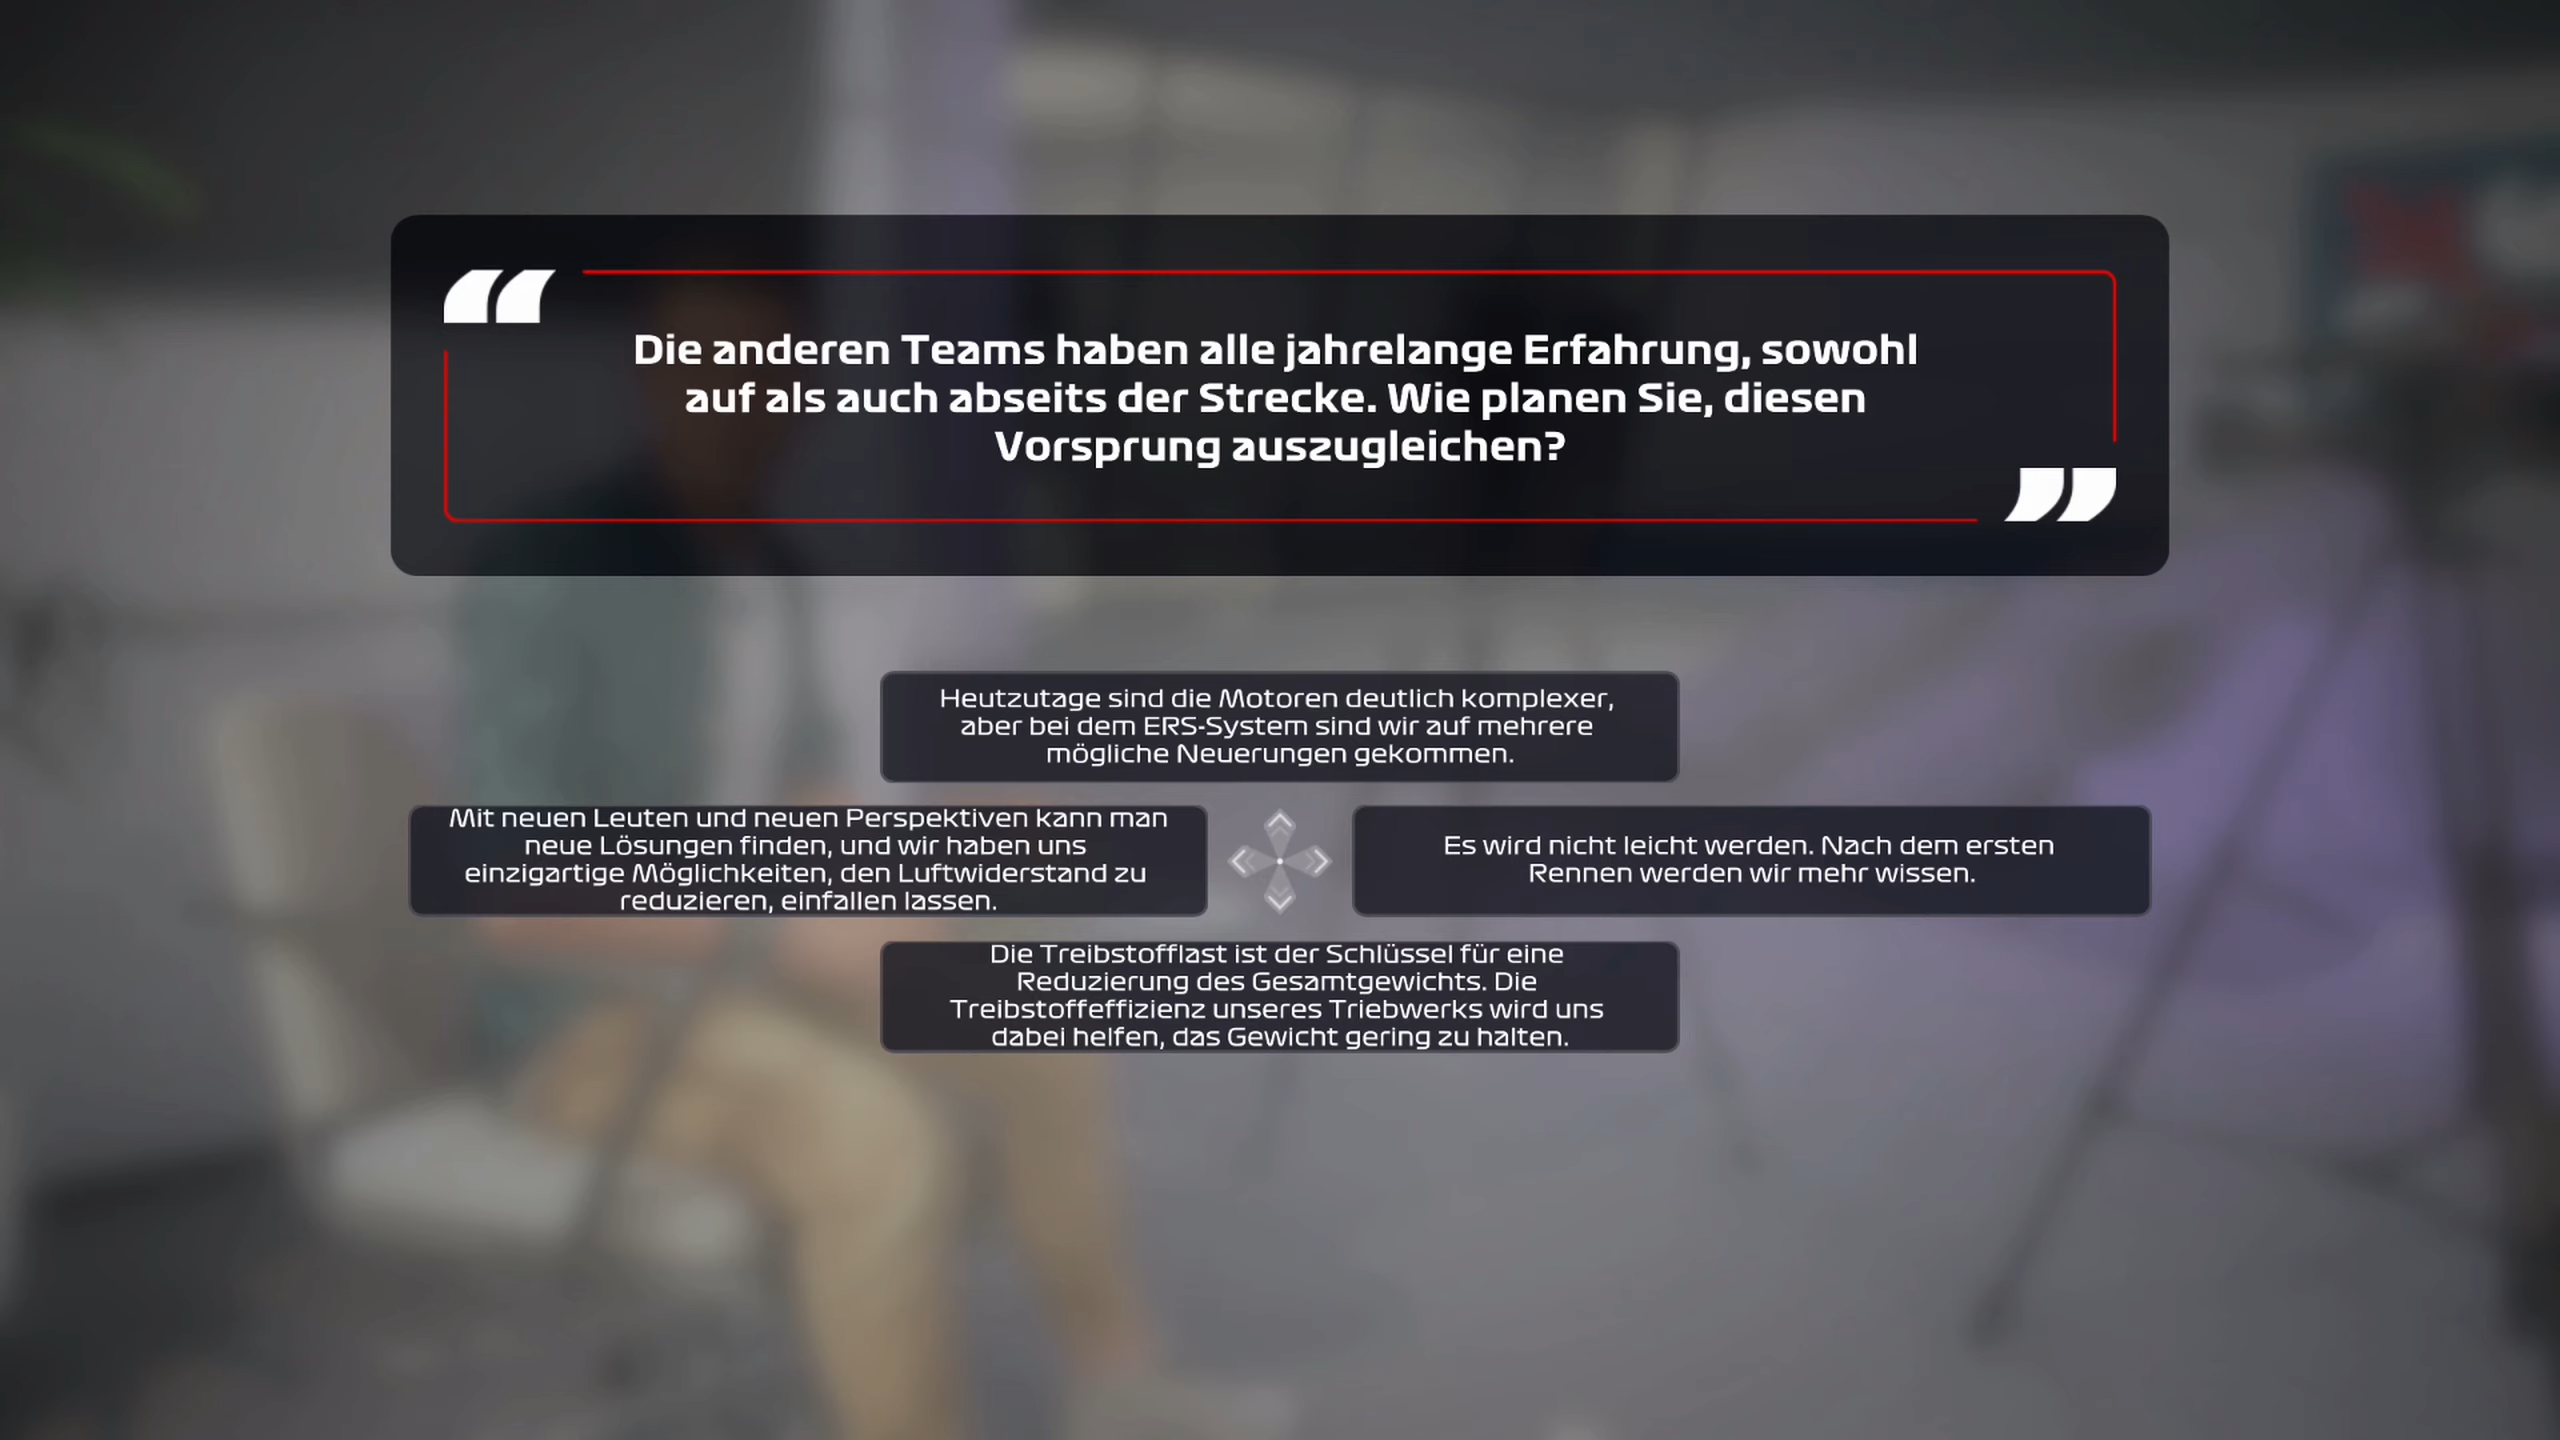 Die anderen Teams haben alle jahrelange Erfahrung, sowohl
auf als auch abseits der Strecke. Wie planen Sie, diesen
Vorsprung auszugleichen?
Heutzutage sind die Motoren deutlich komplexer,
aber bei dem ERS-System sind wir auf mehrere
mögliche Neuerungen gekommen.
Mit neuen Leuten und neuen Perspektiven kann man
neue Lösungen finden, und wir haben uns
einzigartige Möglichkeiten, den Luftwiderstand zu
reduzieren, einfallen lassen.
Es wird nicht leicht werden. Nach dem ersten
Rennen werden wir mehr wissen.
Die Treibstofflast ist der Schlüssel für eine
Reduzierung des Gesamtgewichts. Die
Treibstoffeffizienz unseres Triebwerks wird uns
dabei helfen, das Gewicht gering zu halten.